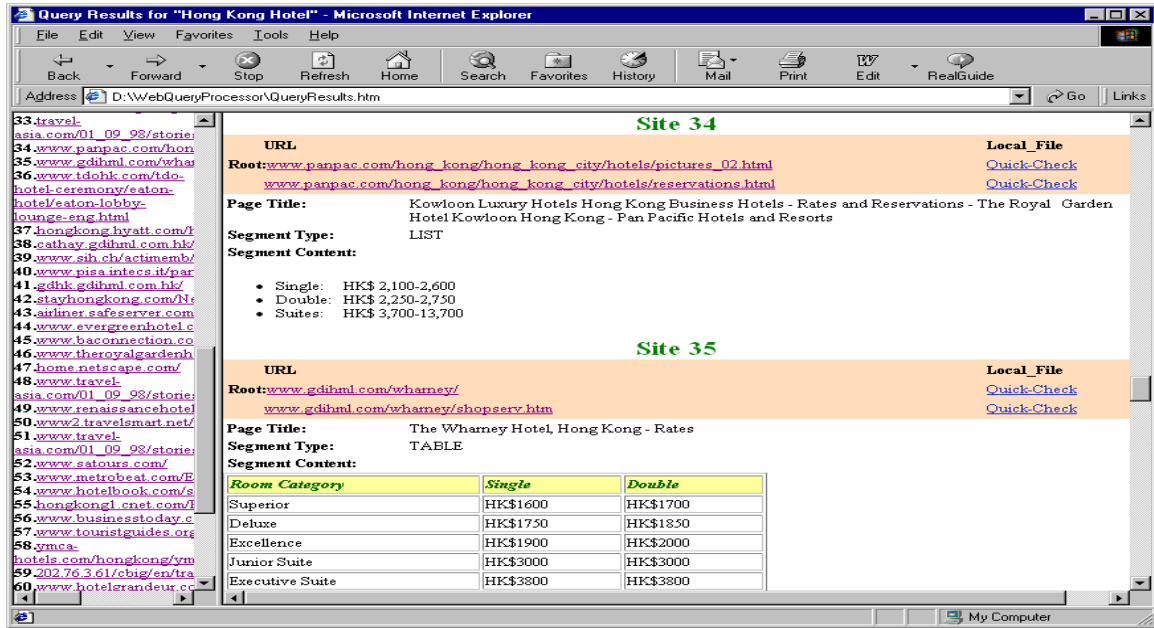 Query Results for "Hong Kong Hotel" - Microsoft Internet Explorer
File Edit View Favorites Tools Help
Back Forward Stop Refresh Home Search Favorites History Mail Print Edit RealGuide
Address D:\WebQueryProcessor\QueryResults.htm Go Links
33.travel-
asia.com/01_09_98/stories
34.www.panpac.com/hon
35.www.gdihml.com/whar
36.www.tdohk.com/tdo-
hotel-ceremony/eaton-
hotel/eaton-lobby-
lounge-eng.html
37.hongkong.hyatt.com/h
38.cathay.gdihml.com.hk/
39.www.sih.ch/actimemb/
40.www.pisa.intecs.it/par
41.gdhk.gdihml.com.hk/
42.stayhongkong.com/Ne
43.airliner.safeserver.com
44.www.evergreenhotel.c
45.www.baconnection.co
46.www.theroyalgardenh
47.home.netscape.com/
48.www.travel-
asia.com/01_09_98/stories
49.www.renaissancehotel
50.www2.travelsmart.net/
51.www.travel-
asia.com/01_09_98/stories
52.www.satours.com/
53.www.metrobeat.com/E
54.www.hotelbook.com/s
55.hongkong1.cnet.com/
56.www.businesstoday.c
57.www.touristguides.org
58.ymca-
hotels.com/hongkong/ym
59.202.76.3.61/cbig/en/tra
60.www.hotelgrandeur.co
Site 34
URL Local_File
Root:www.panpac.com/hong_kong/hong_kong_city/hotels/pictures_02.html Quick-Check
www.panpac.com/hong_kong/hong_kong_city/hotels/reservations.html Quick-Check
Page Title: Kowloon Luxury Hotels Hong Kong Business Hotels - Rates and Reservations - The Royal Garden
Hotel Kowloon Hong Kong - Pan Pacific Hotels and Resorts
Segment Type: LIST
Segment Content:
• Single: HK$ 2,100-2,600
• Double: HK$ 2,250-2,750
• Suites: HK$ 3,700-13,700
Site 35
URL Local_File
Root:www.gdihml.com/wharney/ Quick-Check
www.gdihml.com/wharney/shopserv.htm Quick-Check
Page Title: The Wharney Hotel, Hong Kong - Rates
Segment Type: TABLE
Segment Content:
Room Category Single Double
Superior HK$1600 HK$1700
Deluxe HK$1750 HK$1850
Excellence HK$1900 HK$2000
Junior Suite HK$3000 HK$3000
Executive Suite HK$3800 HK$3800
My Computer